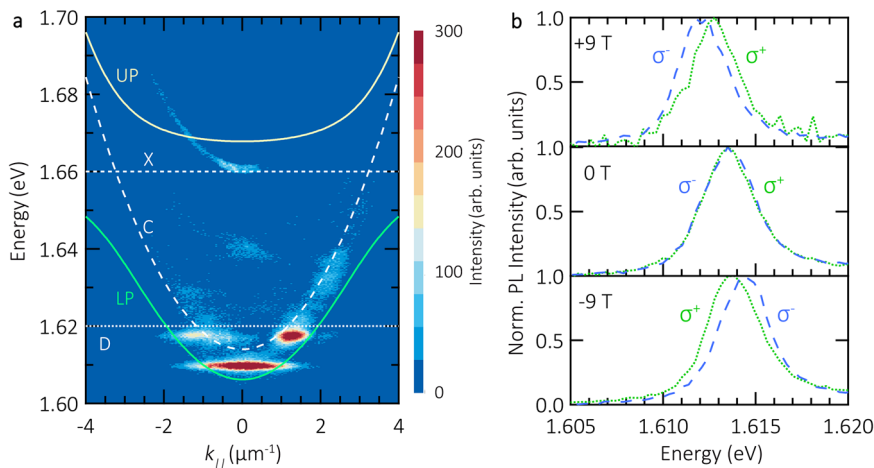 a
1.70
1.68
1.66
1.64
1.62
1.60
Energy (eV)
UP
X
C
LP
D
-4
-2
0
2
4
k// (µm⁻¹)
300
200
100
0
Intensity (arb. units)
b
+9 T
σ⁻
σ⁺
1.0
0.5
1.0
0 T
σ⁻
σ⁺
0.5
1.0
-9 T
σ⁺
σ⁻
0.5
0.0
Norm. PL Intensity (arb. units)
1.605
1.610
1.615
1.620
Energy (eV)